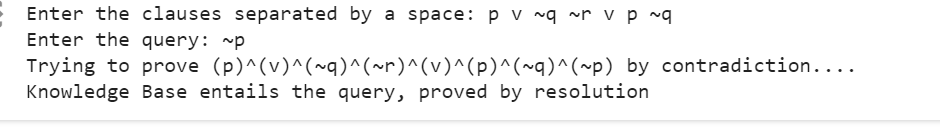 Enter the clauses separated by a space: p v ~q ~r v p ~q
Enter the query: ~p
Trying to prove (p)^(v)^(~q)^(~r)^(v)^(p)^(~q)^(~p) by contradiction....
Knowledge Base entails the query, proved by resolution